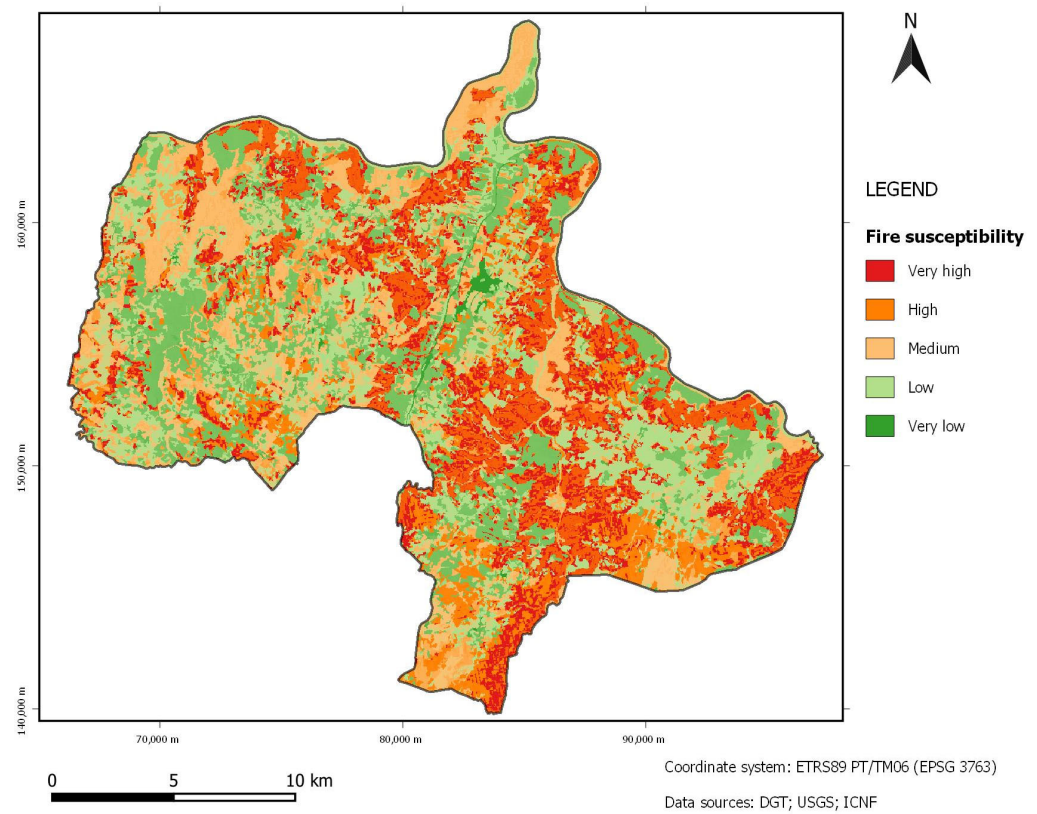 N
160,000 m
150,000 m
140,000 m
70,000 m
80,000 m
90,000 m
LEGEND
Fire susceptibility
Very high
High
Medium
Low
Very low
0 5 10 km
Coordinate system: ETRS89 PT/TM06 (EPSG 3763)
Data sources: DGT; USGS; ICNF